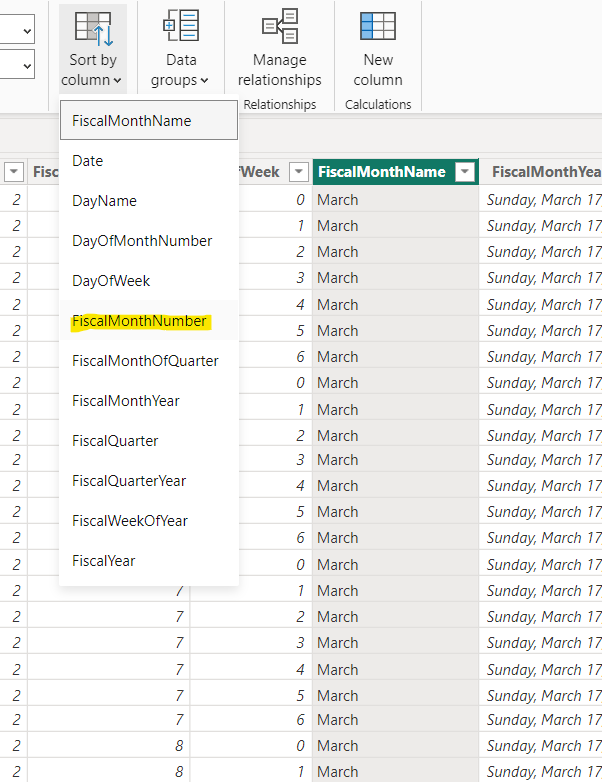 Sort by
column
Data
groups
Manage
relationships
New
column
Relationships
Calculations
FiscalMonthName
Date
DayName
DayOfMonthNumber
DayOfWeek
FiscalMonthNumber
FiscalMonthOfQuarter
FiscalMonthYear
FiscalQuarter
FiscalQuarterYear
FiscalWeekOfYear
FiscalYear
Fisc fWeek FiscalMonthName FiscalMonthYea
2 0 March Sunday, March 17
2 1 March Sunday, March 17
2 2 March Sunday, March 17
2 3 March Sunday, March 17
2 4 March Sunday, March 17
2 5 March Sunday, March 17
2 6 March Sunday, March 17
2 0 March Sunday, March 17
2 1 March Sunday, March 17
2 2 March Sunday, March 17
2 3 March Sunday, March 17
2 4 March Sunday, March 17
2 5 March Sunday, March 17
2 6 March Sunday, March 17
2 0 March Sunday, March 17
2 7 1 March Sunday, March 17
2 7 2 March Sunday, March 17
2 7 3 March Sunday, March 17
2 7 4 March Sunday, March 17
2 7 5 March Sunday, March 17
2 7 6 March Sunday, March 17
2 8 0 March Sunday, March 17
2 8 1 March Sunday, March 17